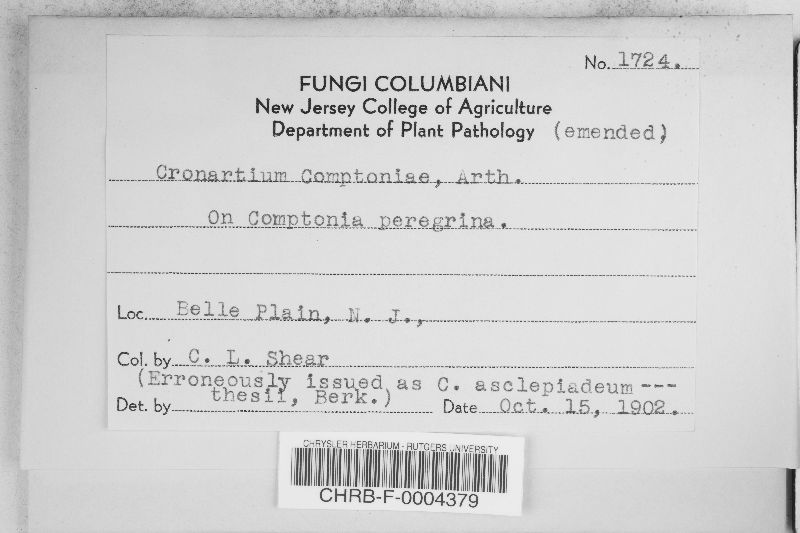 No. 1724.
FUNGI COLUMBIANI
New Jersey College of Agriculture
Department of Plant Pathology (emended)
Cronartium Comptoniae, Arth.
On Comptonia peregrina.
Loc. Belle Plain, N. J.,
Col. by C. L. Shear
(Erroneously issued as C. asclepiadeum ---
thesii, Berk.)
Det. by Date Oct. 15, 1902.
CHRYSLER HERBARIUM - RUTGERS UNIVERSITY
CHRB-F-0004379